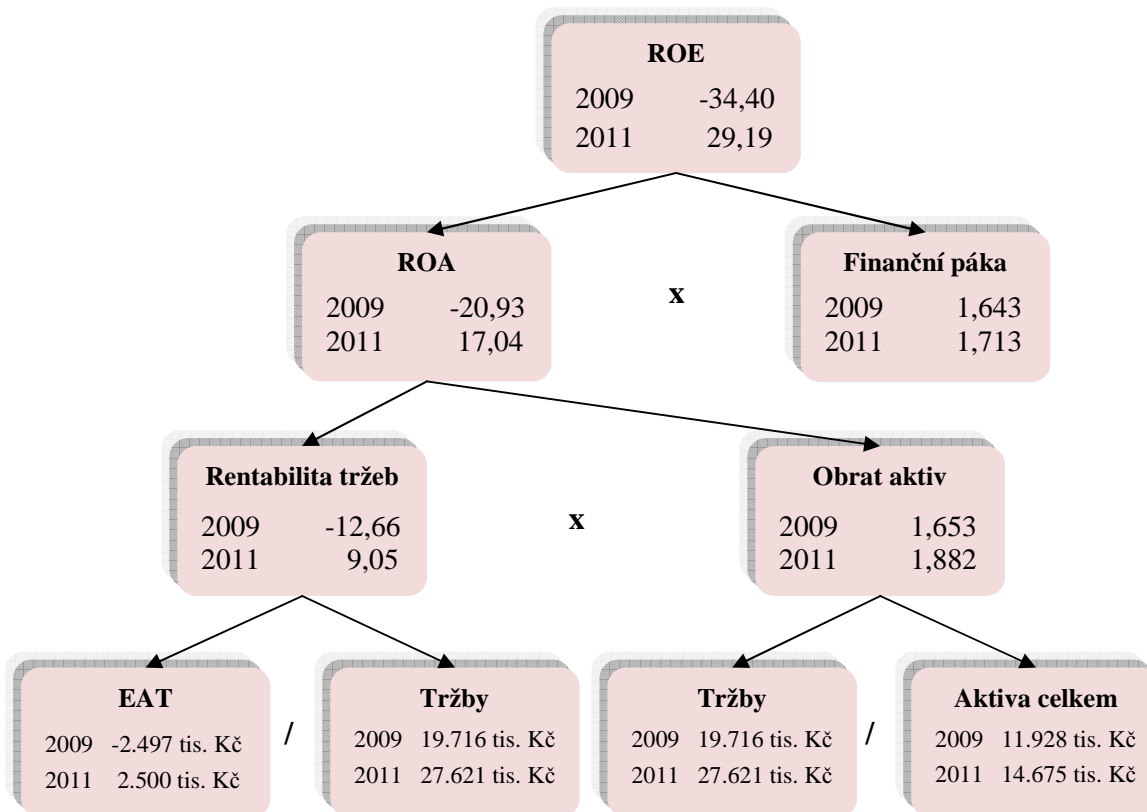 ROE
2009 -34,40
2011 29,19
ROA
2009 -20,93
2011 17,04
x
Finanční páka
2009 1,643
2011 1,713
Rentabilita tržeb
2009 -12,66
2011 9,05
x
Obrat aktiv
2009 1,653
2011 1,882
EAT
2009 -2.497 tis. Kč
2011 2.500 tis. Kč
/
Tržby
2009 19.716 tis. Kč
2011 27.621 tis. Kč
Tržby
2009 19.716 tis. Kč
2011 27.621 tis. Kč
/
Aktiva celkem
2009 11.928 tis. Kč
2011 14.675 tis. Kč